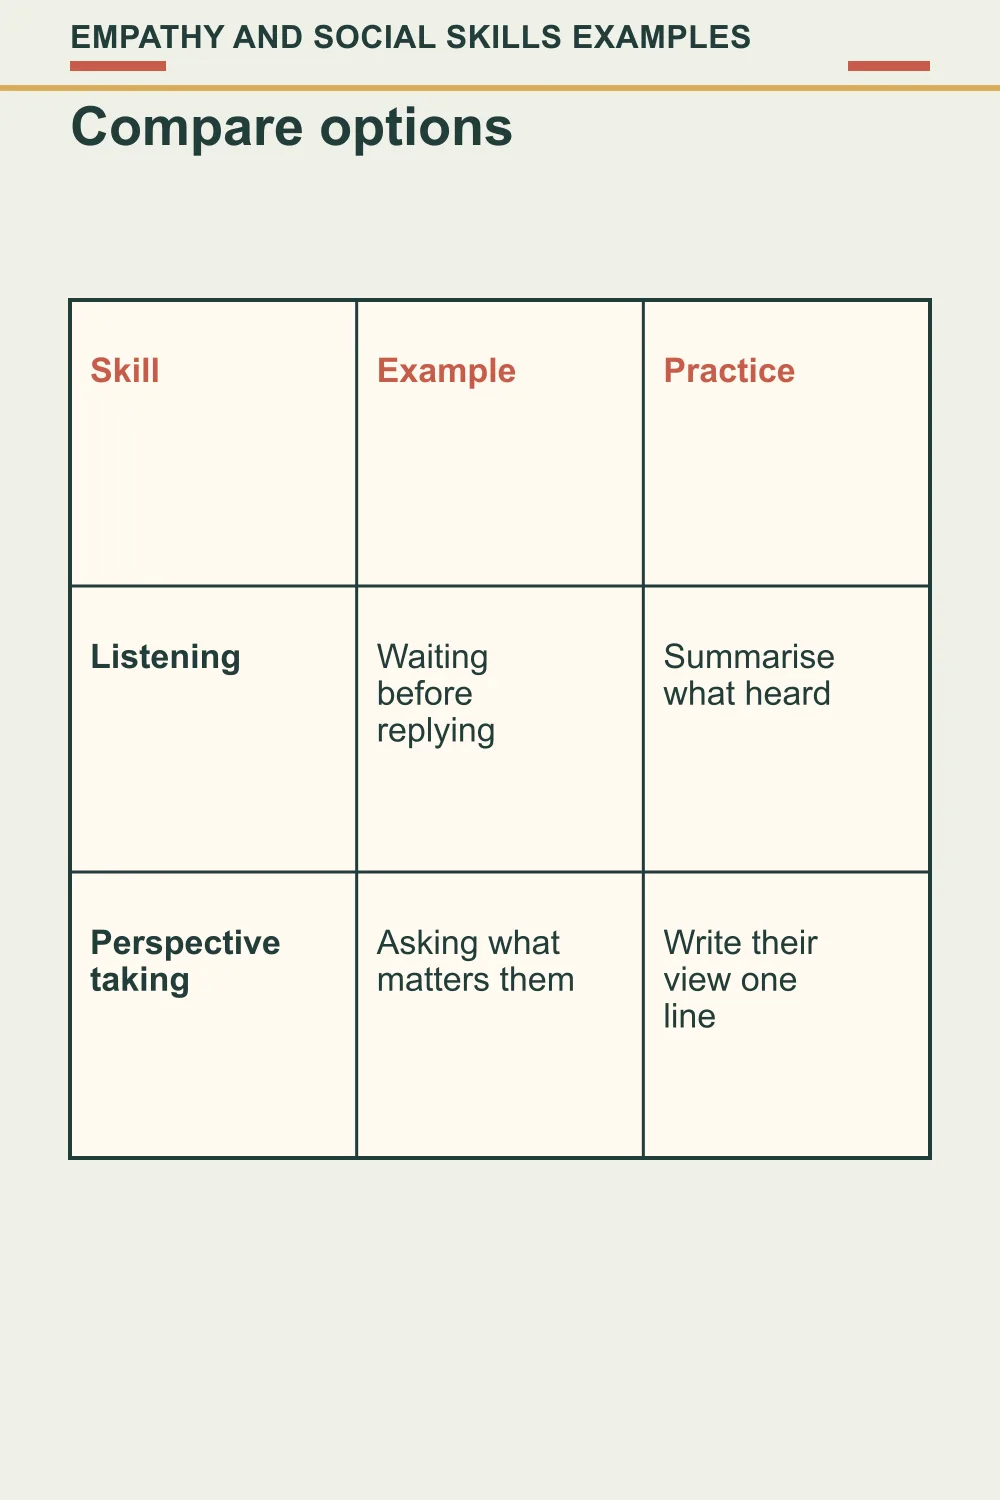 EMPATHY AND SOCIAL SKILLS EXAMPLES
Compare options
Skill
Example
Practice
Listening
Waiting
before
replying
Summarise
what heard
Perspective
taking
Asking what
matters them
Write their
view one
line